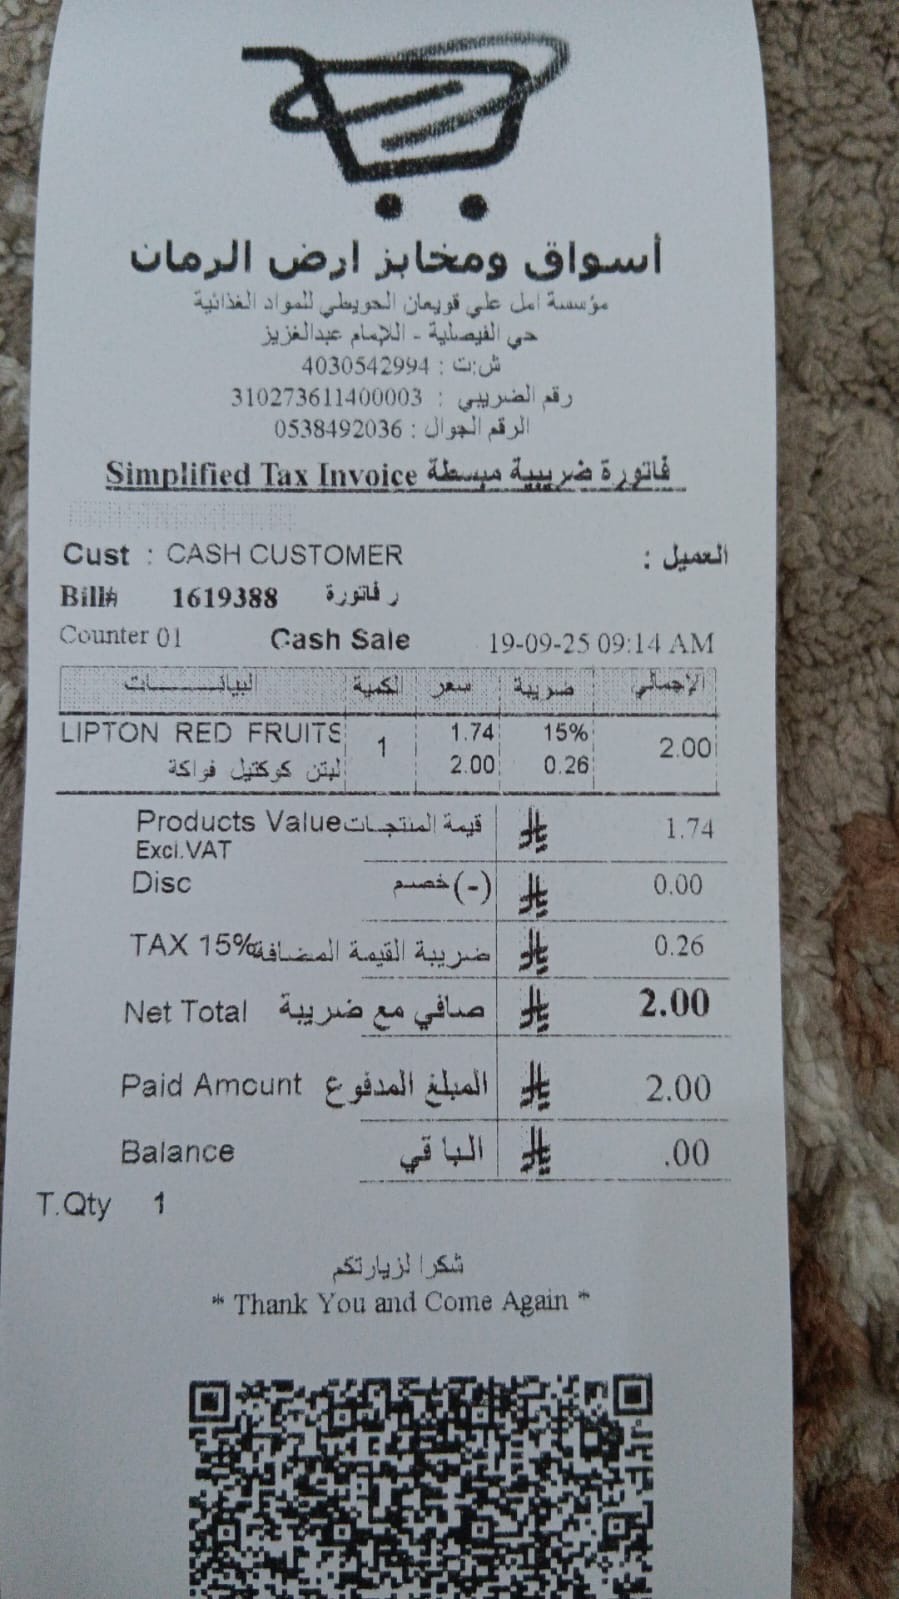 أسواق ومخابز ارض الرمان
مؤسسة امل علي قويعان الحويطي للمواد الغذائية
حي الفيصلية - اللإمام عبدالغزيز
ش:ت : 4030542994
رقم الضريبي : 310273611400003
الرقم الجوال : 0538492036
Simplified Tax Invoice فاتورة ضريبية مبسطة
Cust : CASH CUSTOMER العميل :
Bill# 1619388 ر فاتورة
Counter 01 Cash Sale 19-09-25 09:14 AM
البيانات الكمية سعر ضريبة الإجمالي
LIPTON RED FRUITS 1 1.74 15% 2.00
لبتن كوكتيل فواكة 2.00 0.26
Products Value قيمة المنتجات 1.74
Excl.VAT
Disc خصم (-) 0.00
TAX 15% ضريبة القيمة المضافة 0.26
Net Total صافي مع ضريبة 2.00
Paid Amount المبلغ المدفوع 2.00
Balance الباقي .00
T.Qty 1
شكرا لزيارتكم
* Thank You and Come Again *